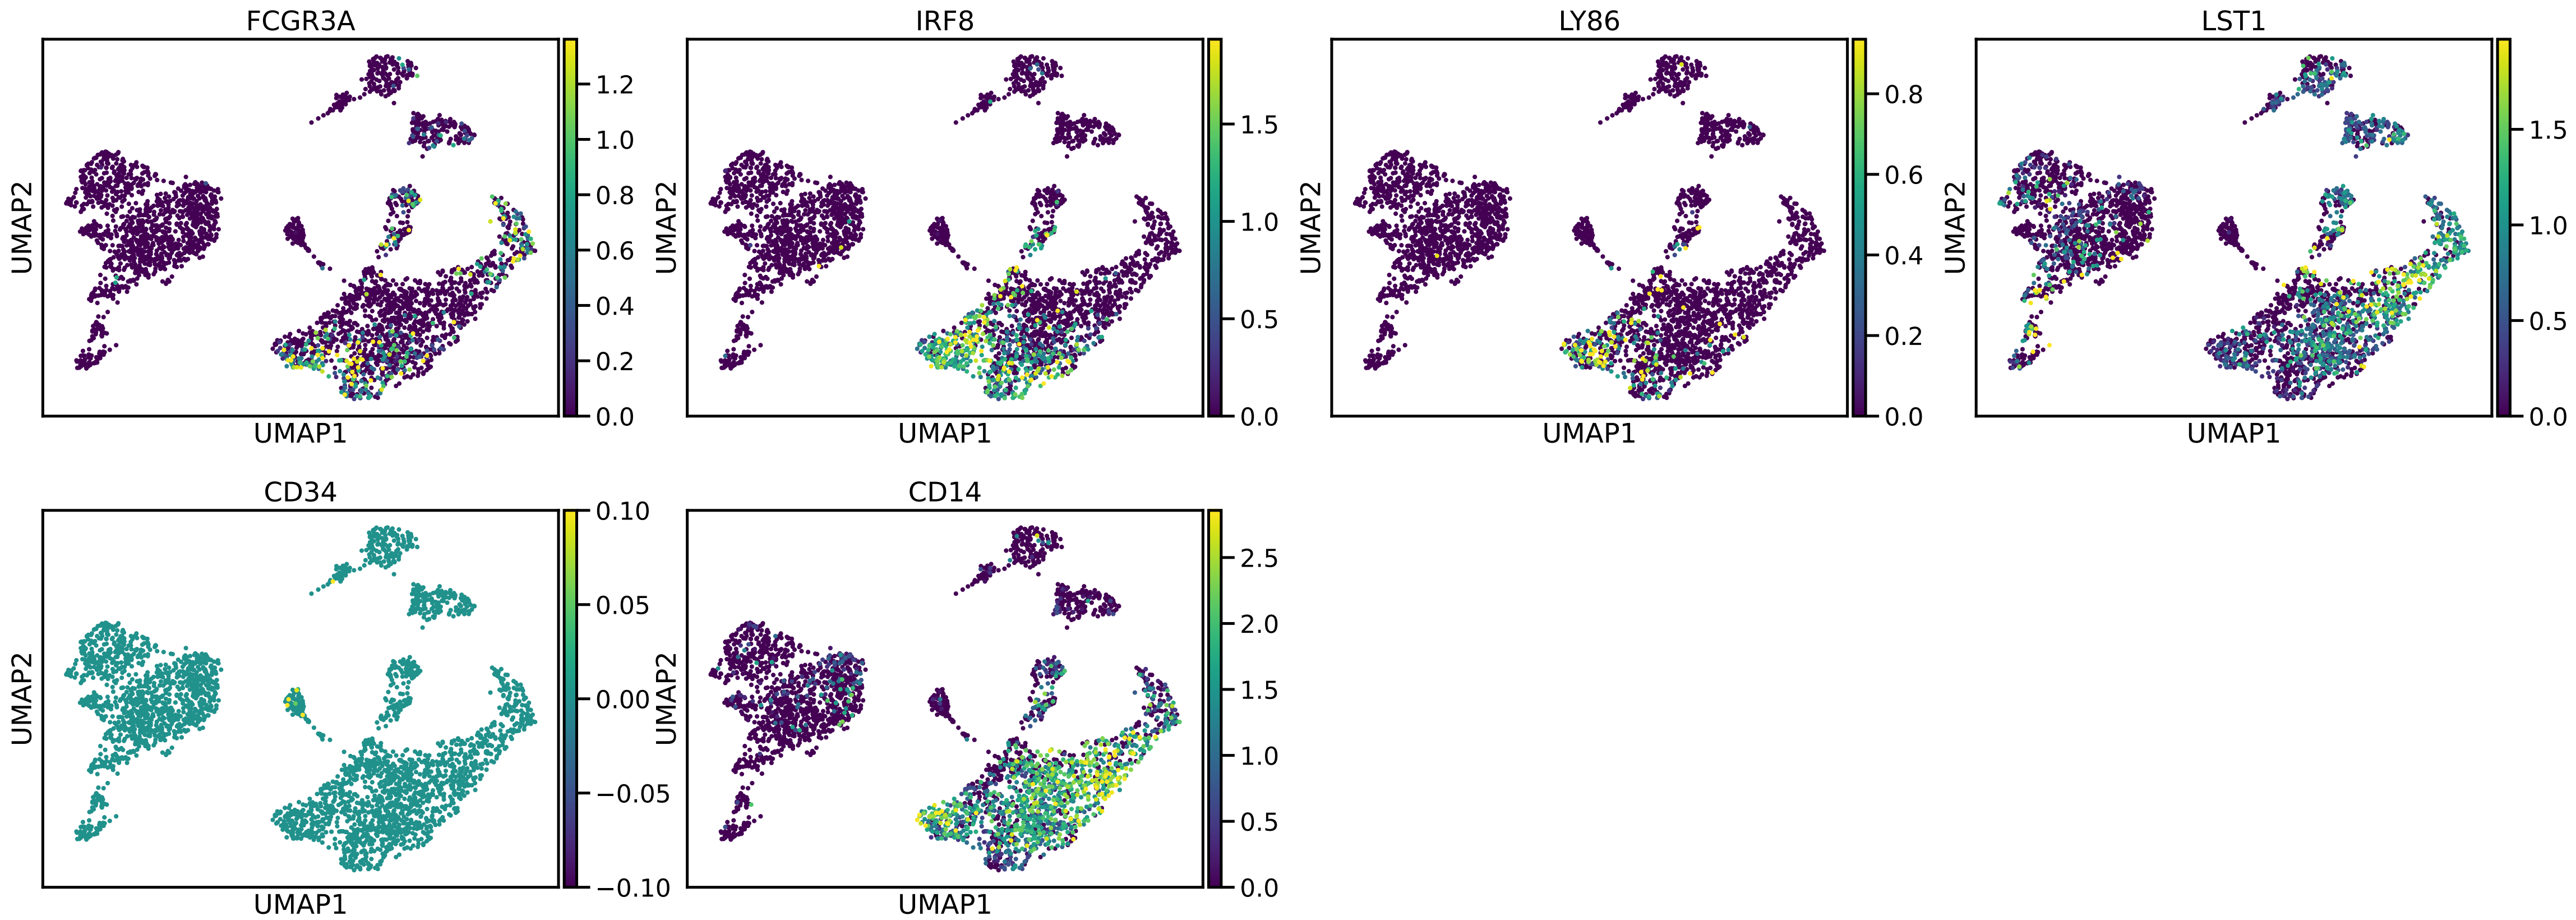 FCGR3A
UMAP2
UMAP1
1.2
1.0
0.8
0.6
0.4
0.2
0.0
IRF8
UMAP2
UMAP1
1.5
1.0
0.5
0.0
LY86
UMAP2
UMAP1
0.8
0.6
0.4
0.2
0.0
LST1
UMAP2
UMAP1
1.5
1.0
0.5
0.0
CD34
UMAP2
UMAP1
0.10
0.05
0.00
−0.05
−0.10
CD14
UMAP2
UMAP1
2.5
2.0
1.5
1.0
0.5
0.0